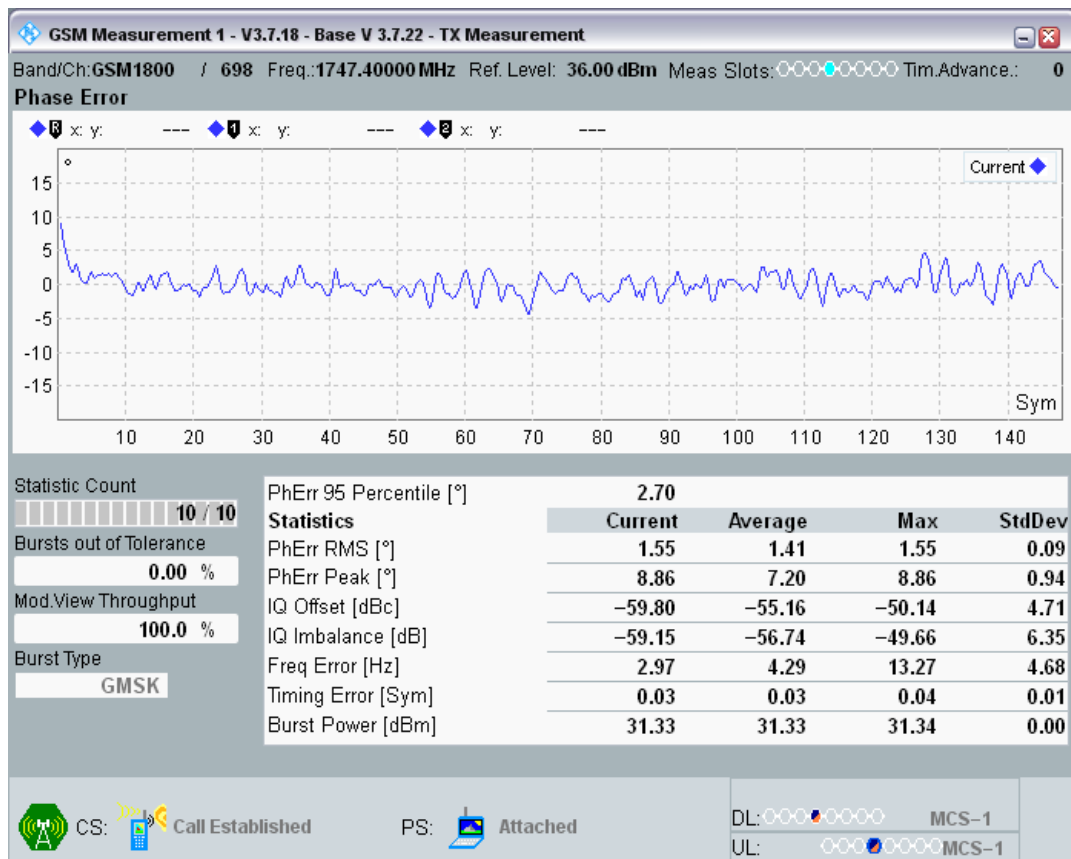 GSM Measurement 1 - V3.7.18 - Base V 3.7.22 - TX Measurement
Band/Ch:GSM1800 / 698 Freq.:1747.40000 MHz Ref. Level: 36.00 dBm Meas Slots: Tim.Advance.: 0
Phase Error
R x: y: --- 1 x: y: --- 2 x: y: ---
° Current
15
10
5
0
-5
-10
-15
Sym
10 20 30 40 50 60 70 80 90 100 110 120 130 140
Statistic Count
10 / 10
Bursts out of Tolerance
0.00 %
Mod.View Throughput
100.0 %
Burst Type
GMSK
PhErr 95 Percentile [°] 2.70
Statistics Current Average Max StdDev
PhErr RMS [°] 1.55 1.41 1.55 0.09
PhErr Peak [°] 8.86 7.20 8.86 0.94
IQ Offset [dBc] −59.80 −55.16 −50.14 4.71
IQ Imbalance [dB] −59.15 −56.74 −49.66 6.35
Freq Error [Hz] 2.97 4.29 13.27 4.68
Timing Error [Sym] 0.03 0.03 0.04 0.01
Burst Power [dBm] 31.33 31.33 31.34 0.00
CS: Call Established PS: Attached
DL: MCS−1
UL: MCS−1